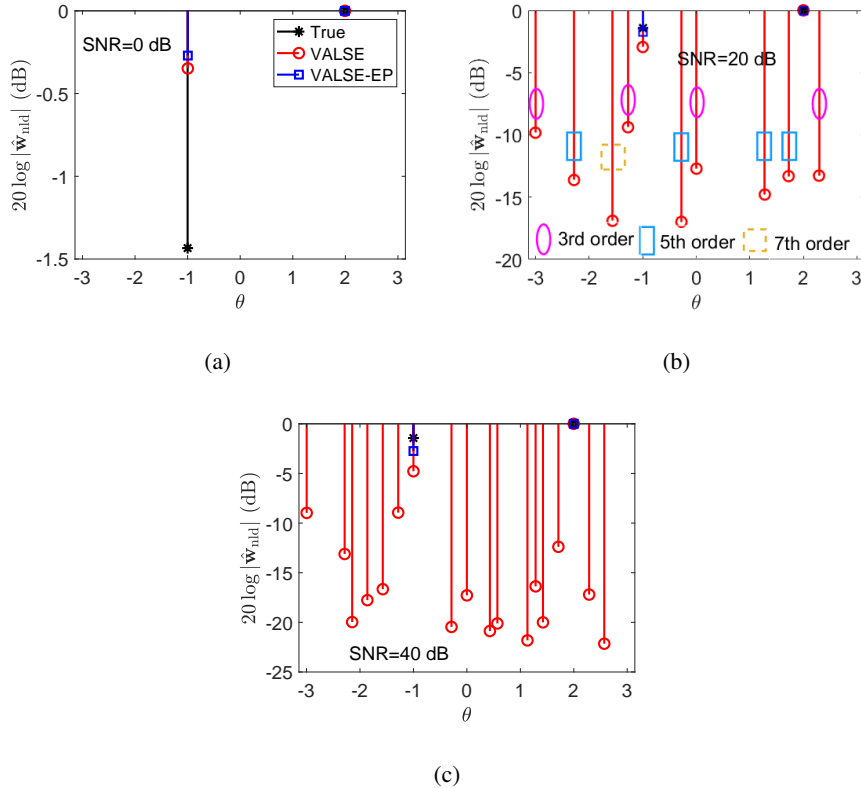 0
-0.5
-1
-1.5
-3 -2 -1 0 1 2 3
θ
20 log |ŵ_nld| (dB)
SNR=0 dB
True
VALSE
VALSE-EP
(a)
0
-5
-10
-15
-20
-3 -2 -1 0 1 2 3
θ
20 log |ŵ_nld| (dB)
SNR=20 dB
3rd order
5th order
7th order
(b)
0
-5
-10
-15
-20
-25
-3 -2 -1 0 1 2 3
θ
20 log |ŵ_nld| (dB)
SNR=40 dB
(c)